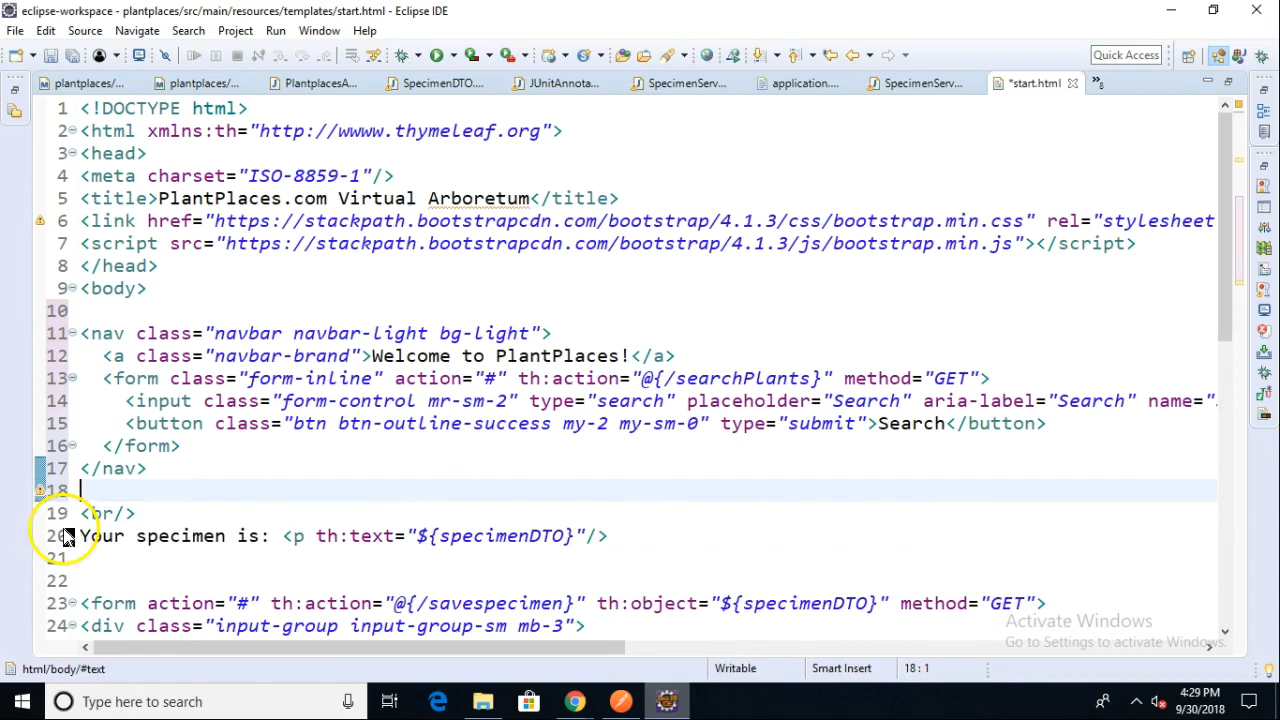 eclipse-workspace - plantplaces/src/main/resources/templates/start.html - Eclipse IDE
File Edit Source Navigate Search Project Run Window Help
Quick Access
plantplaces/... plantplaces/... PlantplacesA... SpecimenDTO.... JUnitAnnota... SpecimenServ... application.... SpecimenServ... *start.html »8
1 <!DOCTYPE html>
2 <html xmlns:th="http://wwww.thymeleaf.org">
3 <head>
4 <meta charset="ISO-8859-1"/>
5 <title>PlantPlaces.com Virtual Arboretum</title>
6 <link href="https://stackpath.bootstrapcdn.com/bootstrap/4.1.3/css/bootstrap.min.css" rel="stylesheet
7 <script src="https://stackpath.bootstrapcdn.com/bootstrap/4.1.3/js/bootstrap.min.js"></script>
8 </head>
9 <body>
10
11 <nav class="navbar navbar-light bg-light">
12 <a class="navbar-brand">Welcome to PlantPlaces!</a>
13 <form class="form-inline" action="#" th:action="@{/searchPlants}" method="GET">
14 <input class="form-control mr-sm-2" type="search" placeholder="Search" aria-label="Search" name="
15 <button class="btn btn-outline-success my-2 my-sm-0" type="submit">Search</button>
16 </form>
17 </nav>
18
19 <br/>
20 Your specimen is: <p th:text="${specimenDTO}"/>
21
22
23 <form action="#" th:action="@{/savespecimen}" th:object="${specimenDTO}" method="GET">
24 <div class="input-group input-group-sm mb-3">
Activate Windows
Go to Settings to activate Windows.
html/body/#text Writable Smart Insert 18 : 1
Type here to search
4:29 PM
9/30/2018